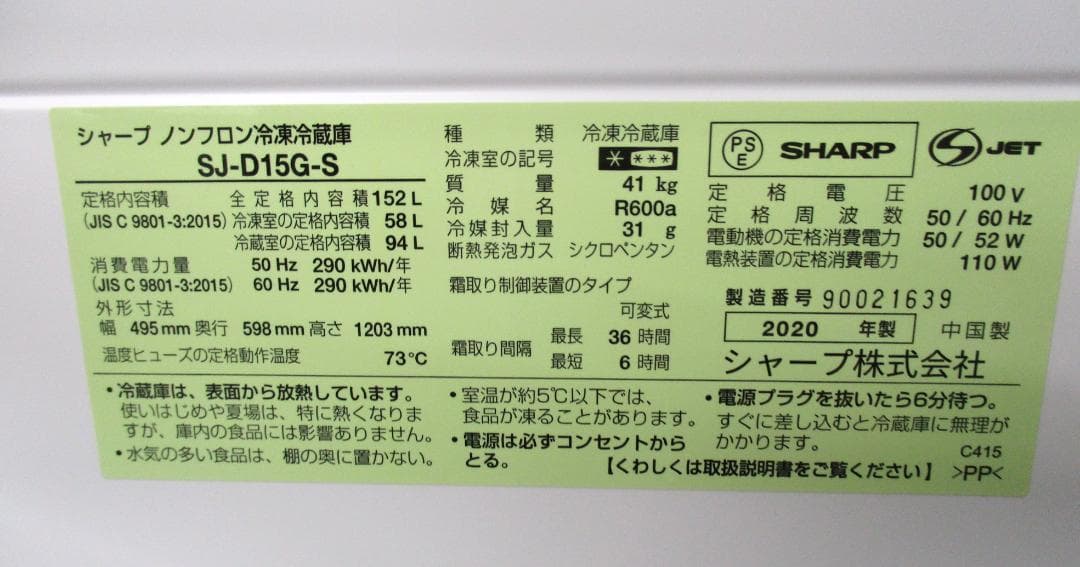 シャープ ノンフロン冷凍冷蔵庫
SJ-D15G-S
定格内容積 全定格内容積 152 L
(JIS C 9801-3:2015) 冷凍室の定格内容積 58 L
冷蔵室の定格内容積 94 L
消費電力量 50 Hz 290 kWh/年
(JIS C 9801-3:2015) 60 Hz 290 kWh/年
外形寸法
幅 495 mm 奥行 598 mm 高さ 1203 mm
温度ヒューズの定格動作温度 73℃
種類 冷凍冷蔵庫
冷凍室の記号 * ***
質量 41 kg
冷媒名 R600a
冷媒封入量 31 g
断熱発泡ガス シクロペンタン
霜取り制御装置のタイプ
可変式
霜取り間隔 最長 36 時間
最短 6 時間
PSE SHARP S JET
定格電圧 100 V
定格周波数 50 / 60 Hz
電動機の定格消費電力 50 / 52 W
電熱装置の定格消費電力 110 W
製造番号 90021639
2020 年製 中国製
シャープ株式会社
・冷蔵庫は、表面から放熱しています。
使いはじめや夏場は、特に熱くなりま
すが、庫内の食品には影響ありません。
・水気の多い食品は、棚の奥に置かない。
・室温が約5℃以下では、
食品が凍ることがあります。
・電源は必ずコンセントから
とる。
・電源プラグを抜いたら6分待つ。
すぐに差し込むと冷蔵庫に無理が
かかります。
C415
【くわしくは取扱説明書をご覧ください】 >PP<